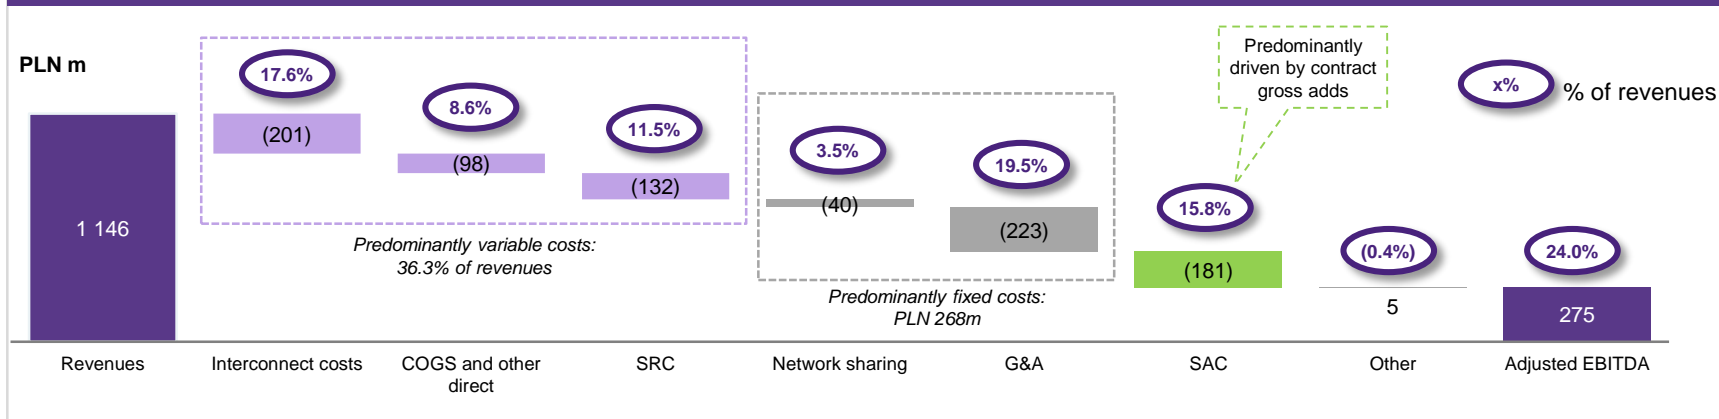 PLN m
17.6%
8.6%
11.5%
3.5%
19.5%
15.8%
(0.4%)
24.0%
Predominantly
driven by contract
gross adds
x%
% of revenues
1 146
(201)
(98)
(132)
(40)
(223)
(181)
5
275
Predominantly variable costs:
36.3% of revenues
Predominantly fixed costs:
PLN 268m
Revenues
Interconnect costs
COGS and other
direct
SRC
Network sharing
G&A
SAC
Other
Adjusted EBITDA